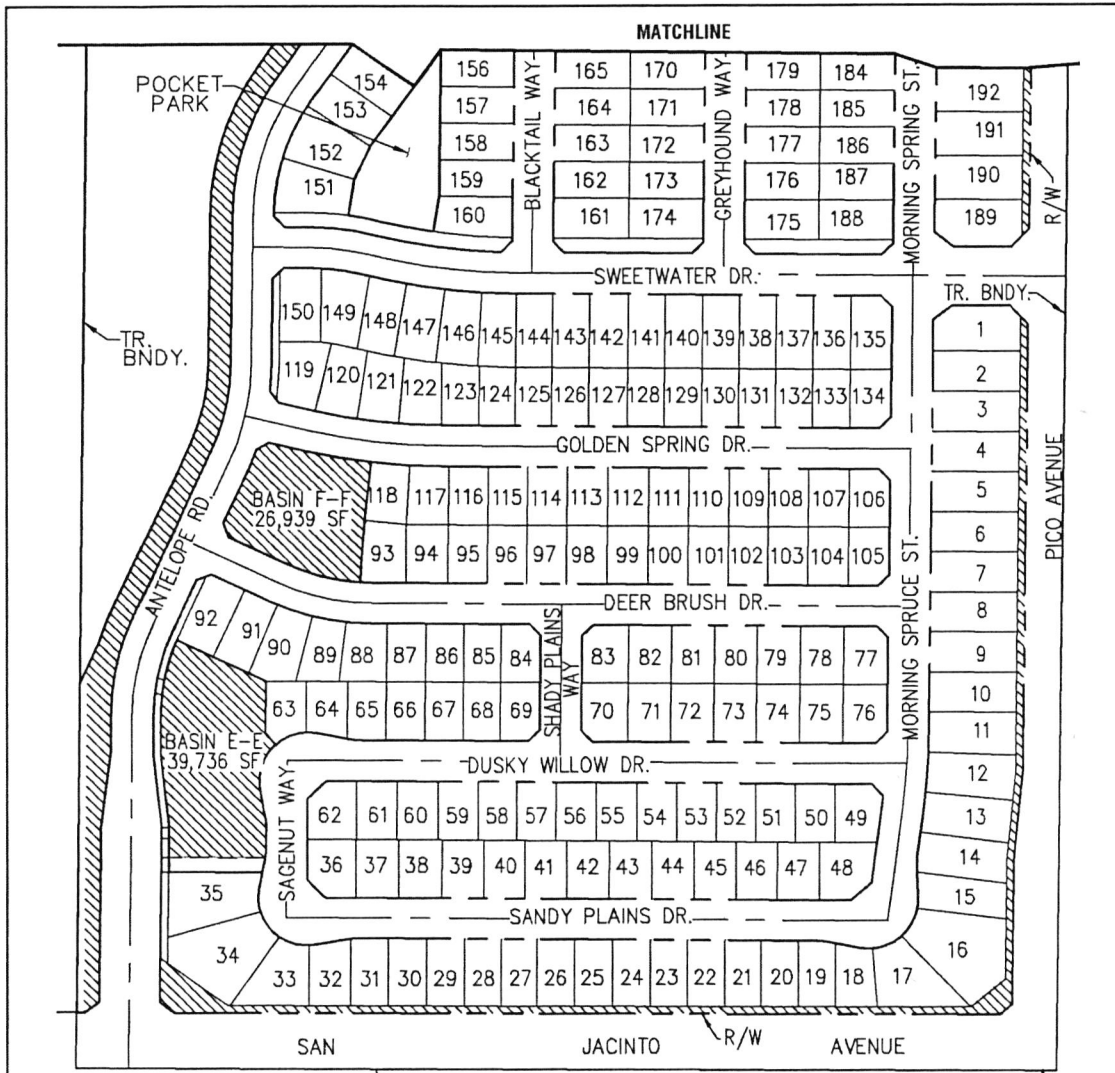 MATCHLINE
POCKET
PARK
154
153
152
151
156
157
158
159
160
BLACKTAIL WAY
165
170
164
171
163
172
162
173
161
174
GREYHOUND WAY
179
184
178
185
177
186
176
187
175
188
MORNING SPRING ST.
192
191
190
189
R/W
SWEETWATER DR.
TR. BNDY.
TR.
BNDY.
150 149 148 147 146 145 144 143 142 141 140 139 138 137 136 135
119 120 121 122 123 124 125 126 127 128 129 130 131 132 133 134
GOLDEN SPRING DR.
BASIN F-F
26,939 SF
118 117 116 115 114 113 112 111 110 109 108 107 106
93 94 95 96 97 98 99 100 101 102 103 104 105
ANTELOPE RD.
DEER BRUSH DR.
MORNING SPRUCE ST.
PICO AVENUE
1
2
3
4
5
6
7
8
9
10
11
12
13
14
15
16
92 91 90 89 88 87 86 85 84
SHADY PLAINS
WAY
83 82 81 80 79 78 77
63 64 65 66 67 68 69
70 71 72 73 74 75 76
BASIN E-E
39,736 SF
DUSKY WILLOW DR.
SAGENUT WAY
62 61 60 59 58 57 56 55 54 53 52 51 50 49
36 37 38 39 40 41 42 43 44 45 46 47 48
SANDY PLAINS DR.
35
34
33 32 31 30 29 28 27 26 25 24 23 22 21 20 19 18 17
R/W
SAN JACINTO AVENUE